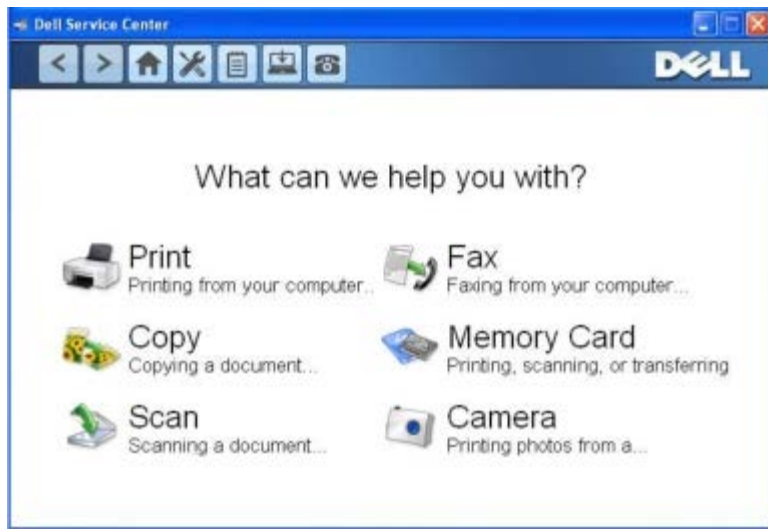 Dell Service Center
DELL
What can we help you with?
Print
Printing from your computer..
Fax
Faxing from your computer...
Copy
Copying a document...
Memory Card
Printing, scanning, or transferring
Scan
Scanning a document...
Camera
Printing photos from a...